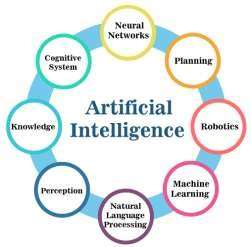 Neural
Networks
Planning
Robotics
Machine
Learning
Natural
Language
Processing
Perception
Knowledge
Cognitive
System
Artificial
Intelligence